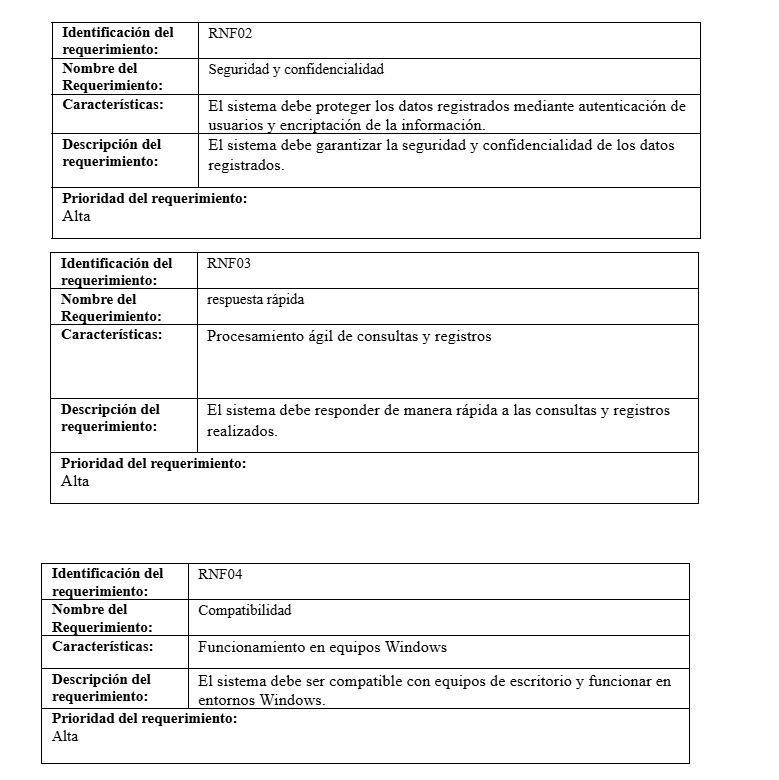 Identificación del RNF02
requerimiento:
Nombre del Seguridad y confidencialidad
Requerimiento:
Características: El sistema debe proteger los datos registrados mediante autenticación de
usuarios y encriptación de la información.
Descripción del El sistema debe garantizar la seguridad y confidencialidad de los datos
requerimiento: registrados.
Prioridad del requerimiento:
Alta
Identificación del RNF03
requerimiento:
Nombre del respuesta rápida
Requerimiento:
Características: Procesamiento ágil de consultas y registros
Descripción del El sistema debe responder de manera rápida a las consultas y registros
requerimiento: realizados.
Prioridad del requerimiento:
Alta
Identificación del RNF04
requerimiento:
Nombre del Compatibilidad
Requerimiento:
Características: Funcionamiento en equipos Windows
Descripción del El sistema debe ser compatible con equipos de escritorio y funcionar en
requerimiento: entornos Windows.
Prioridad del requerimiento:
Alta